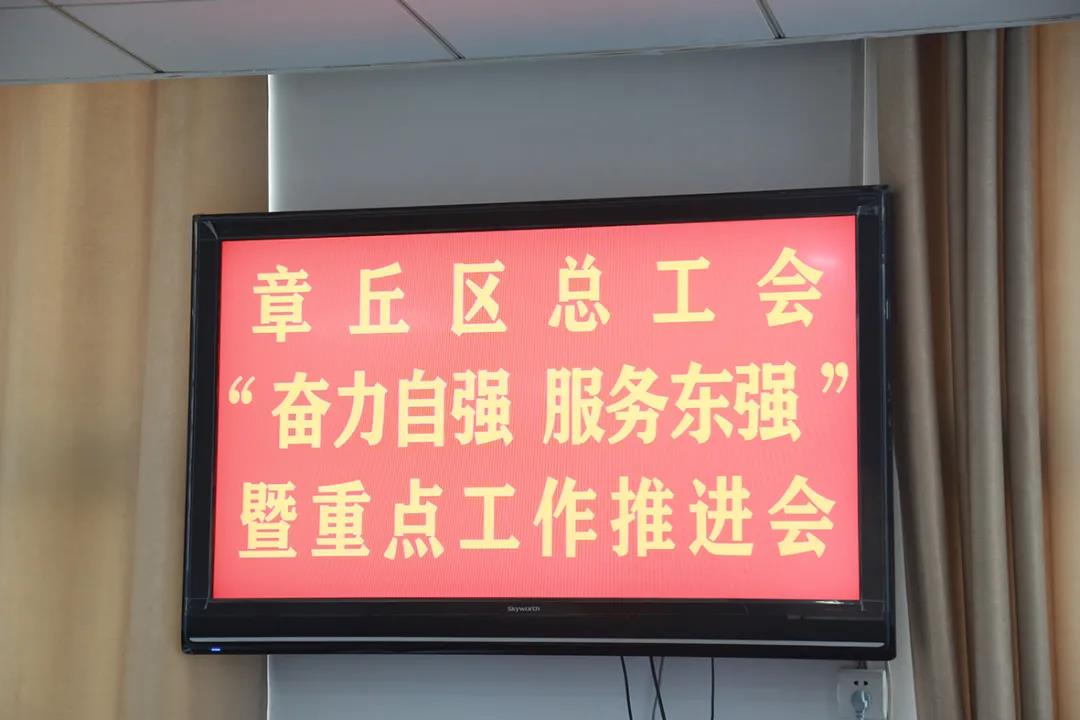 章丘区总工会
“奋力自强 服务东强”
暨重点工作推进会
Skyworth